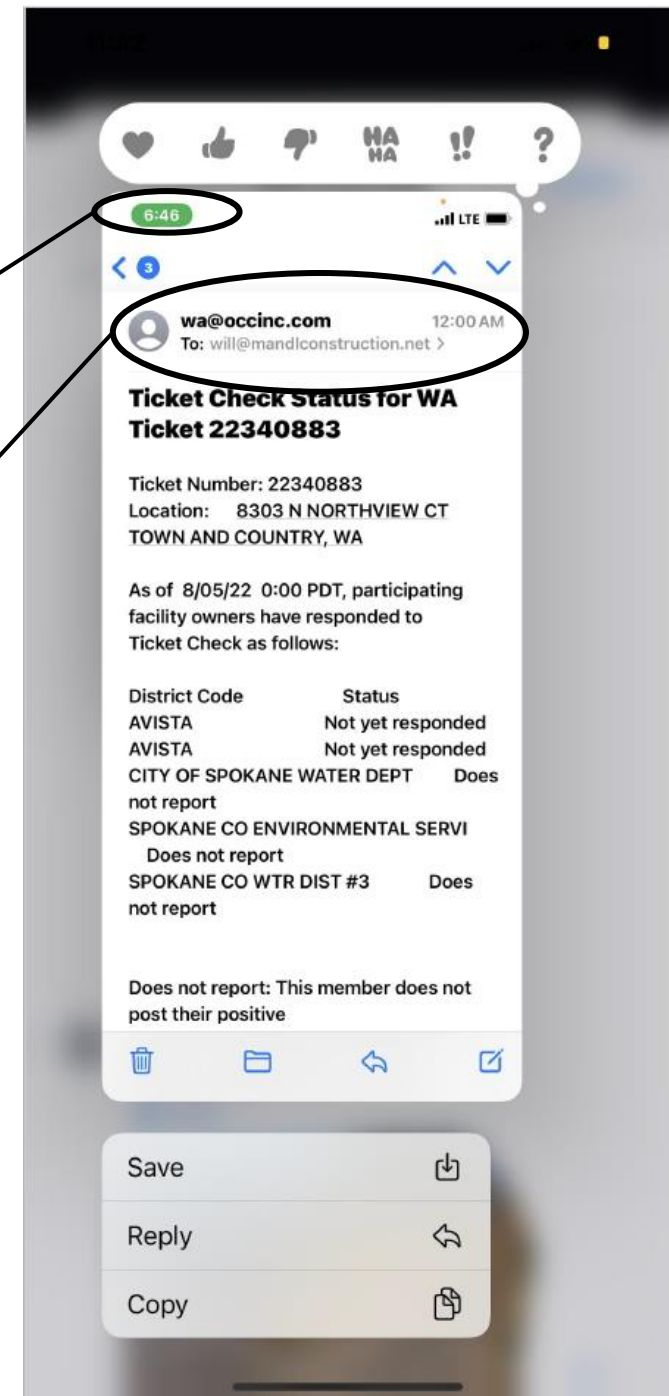 HA
HA
!!
?
6:46
LTE
3
wa@occinc.com 12:00 AM
To: will@mandlconstruction.net >
Ticket Check Status for WA
Ticket 22340883
Ticket Number: 22340883
Location: 8303 N NORTHVIEW CT
TOWN AND COUNTRY, WA
As of 8/05/22 0:00 PDT, participating
facility owners have responded to
Ticket Check as follows:
District Code Status
AVISTA Not yet responded
AVISTA Not yet responded
CITY OF SPOKANE WATER DEPT Does
not report
SPOKANE CO ENVIRONMENTAL SERVI
Does not report
SPOKANE CO WTR DIST #3 Does
not report
Does not report: This member does not
post their positive
Save
Reply
Copy